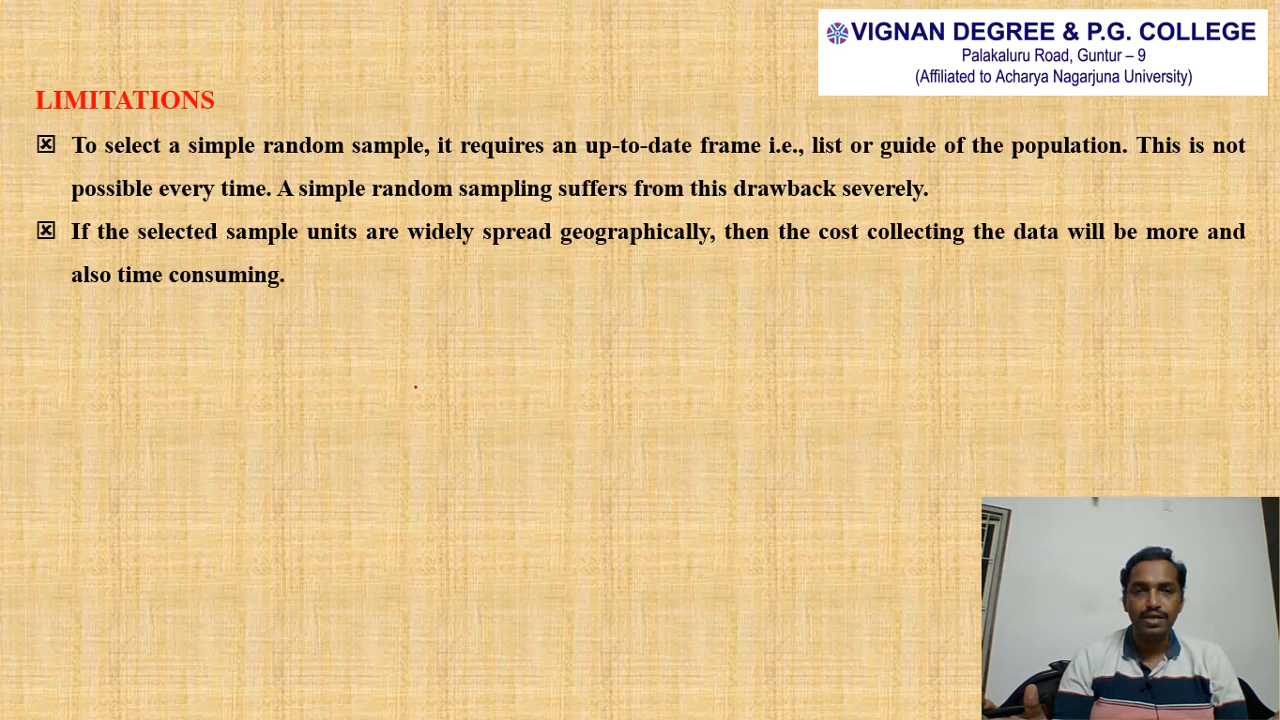 VIGNAN DEGREE & P.G. COLLEGE
Palakaluru Road, Guntur – 9
(Affiliated to Acharya Nagarjuna University)
LIMITATIONS
To select a simple random sample, it requires an up-to-date frame i.e., list or guide of the population. This is not
possible every time. A simple random sampling suffers from this drawback severely.
If the selected sample units are widely spread geographically, then the cost collecting the data will be more and
also time consuming.